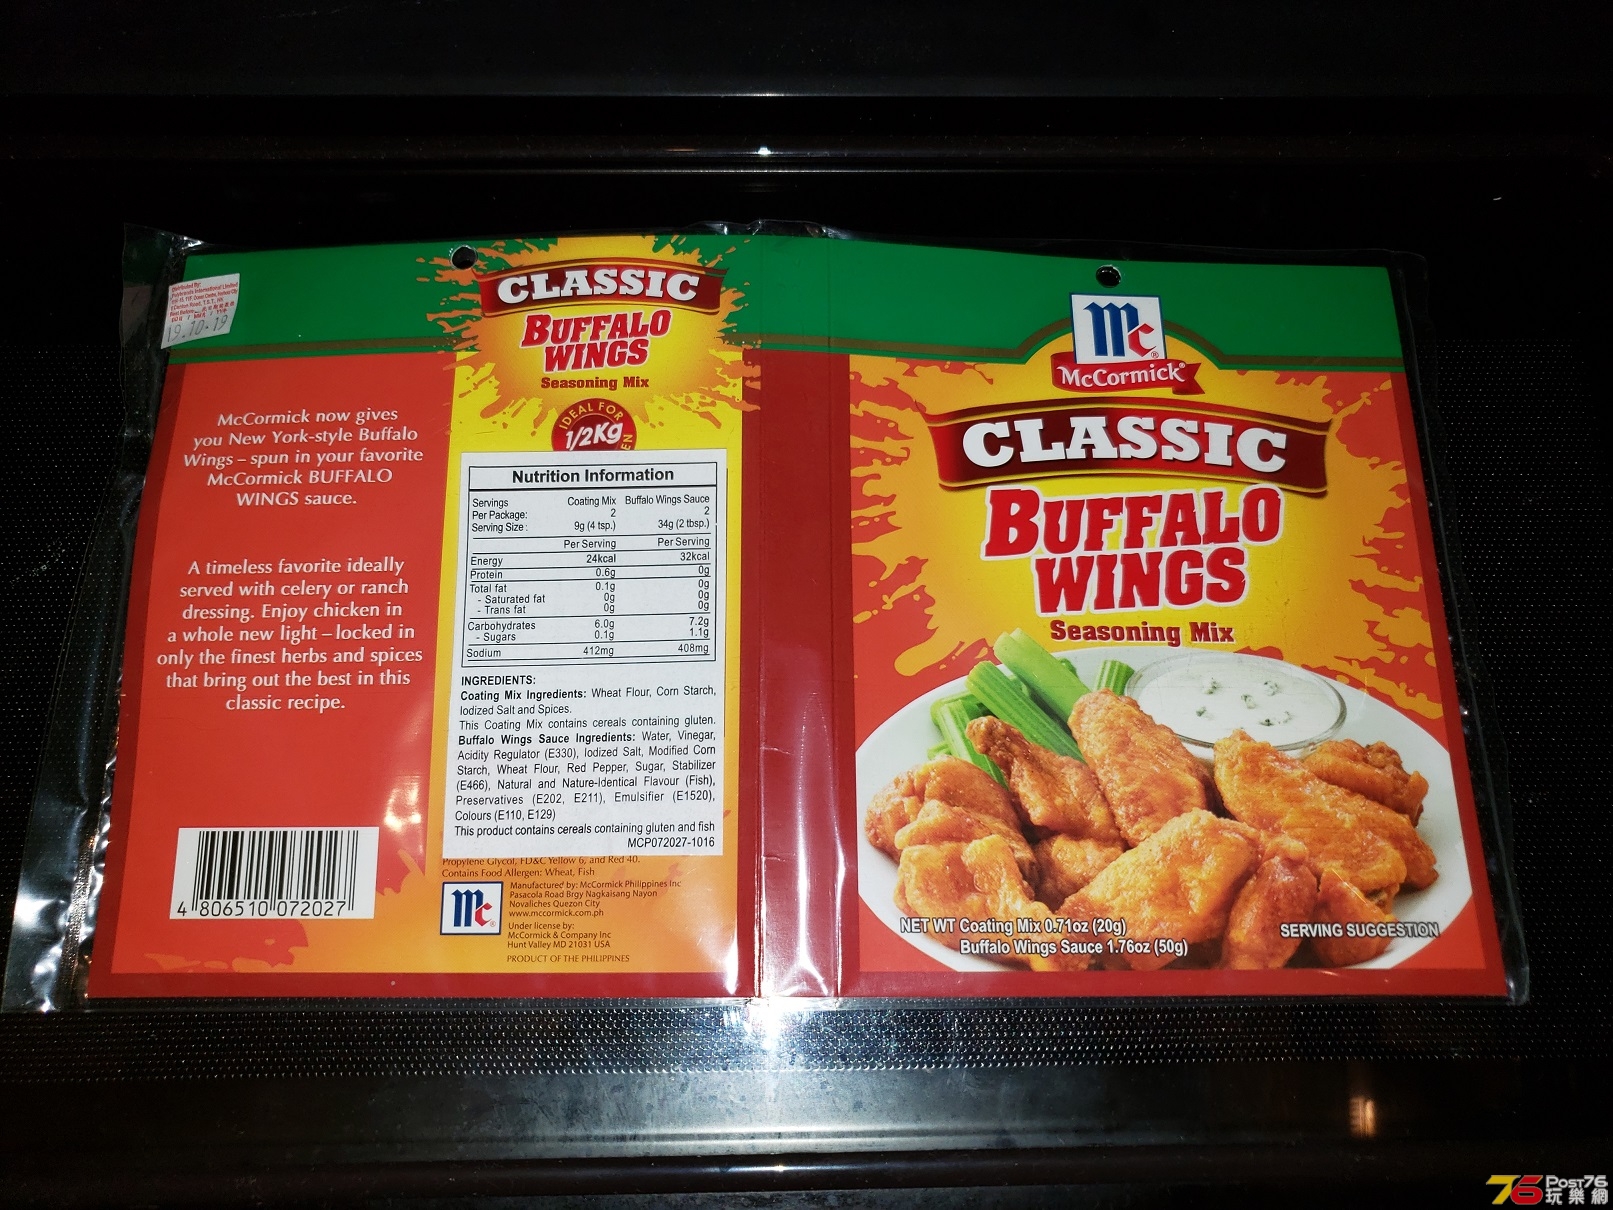 19.10.19
McCormick now gives
you New York-style Buffalo
Wings – spun in your favorite
McCormick BUFFALO
WINGS sauce.
A timeless favorite ideally
served with celery or ranch
dressing. Enjoy chicken in
a whole new light – locked in
only the finest herbs and spices
that bring out the best in this
classic recipe.
4 806510 072027
CLASSIC
BUFFALO
WINGS
Seasoning Mix
IDEAL FOR
1/2Kg
Nutrition Information
Servings Coating Mix Buffalo Wings Sauce
Per Package: 2 2
Serving Size : 9g (4 tsp.) 34g (2 tbsp.)
Per Serving Per Serving
Energy 24kcal 32kcal
Protein 0.6g 0g
Total fat 0.1g 0g
- Saturated fat 0g 0g
- Trans fat 0g 0g
Carbohydrates 6.0g 7.2g
- Sugars 0.1g 1.1g
Sodium 412mg 408mg
INGREDIENTS:
Coating Mix Ingredients: Wheat Flour, Corn Starch,
Iodized Salt and Spices.
This Coating Mix contains cereals containing gluten.
Buffalo Wings Sauce Ingredients: Water, Vinegar,
Acidity Regulator (E330), Iodized Salt, Modified Corn
Starch, Wheat Flour, Red Pepper, Sugar, Stabilizer
(E466), Natural and Nature-Identical Flavour (Fish),
Preservatives (E202, E211), Emulsifier (E1520),
Colours (E110, E129)
This product contains cereals containing gluten and fish
MCP072027-1016
Propylene Glycol, FD&C Yellow 6, and Red 40.
Contains Food Allergen: Wheat, Fish
Mc
Manufactured by: McCormick Philippines Inc
Pasacola Road Brgy Nagkaisang Nayon
Novaliches Quezon City
www.mccormick.com.ph
Under license by:
McCormick & Company Inc
Hunt Valley MD 21031 USA
PRODUCT OF THE PHILIPPINES
Mc®
McCormick®
CLASSIC
BUFFALO
WINGS
Seasoning Mix
NET WT Coating Mix 0.71oz (20g)
Buffalo Wings Sauce 1.76oz (50g)
SERVING SUGGESTION
76 Post76
玩樂網